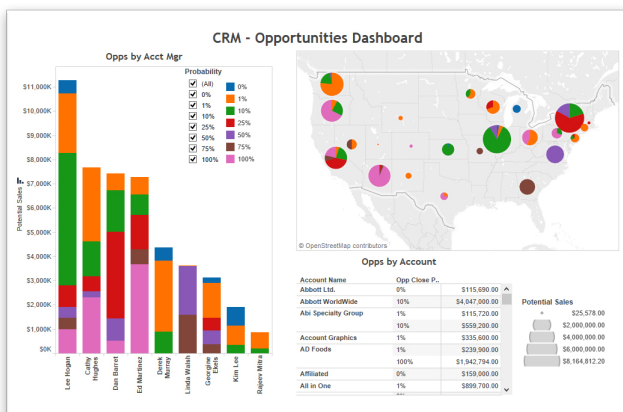 CRM - Opportunities Dashboard
Opps by Acct Mgr
Probability
(All)
0%
1%
10%
25%
50%
75%
100%
0%
1%
10%
25%
50%
75%
100%
Potential Sales
$11,000K
$10,000K
$9,000K
$8,000K
$7,000K
$6,000K
$5,000K
$4,000K
$3,000K
$2,000K
$1,000K
$0K
Lee Hogan
Cathy Hughes
Dan Barret
Ed Martinez
Derek Murray
Linda Walsh
Georgine Ekels
Kim Lee
Rajeev Mitra
© OpenStreetMap contributors
Opps by Account
Account Name Opp Close P..
Abbott Ltd. 0% $115,690.00
Abbott WorldWide 10% $4,047,000.00
Abi Specialty Group 1% $115,720.00
10% $559,200.00
Account Graphics 1% $335,600.00
AD Foods 1% $239,900.00
100% $1,942,794.00
Affiliated 0% $159,000.00
All in One 1% $899,700.00
Potential Sales
$25,578.00
$2,000,000.00
$4,000,000.00
$6,000,000.00
$8,164,812.20